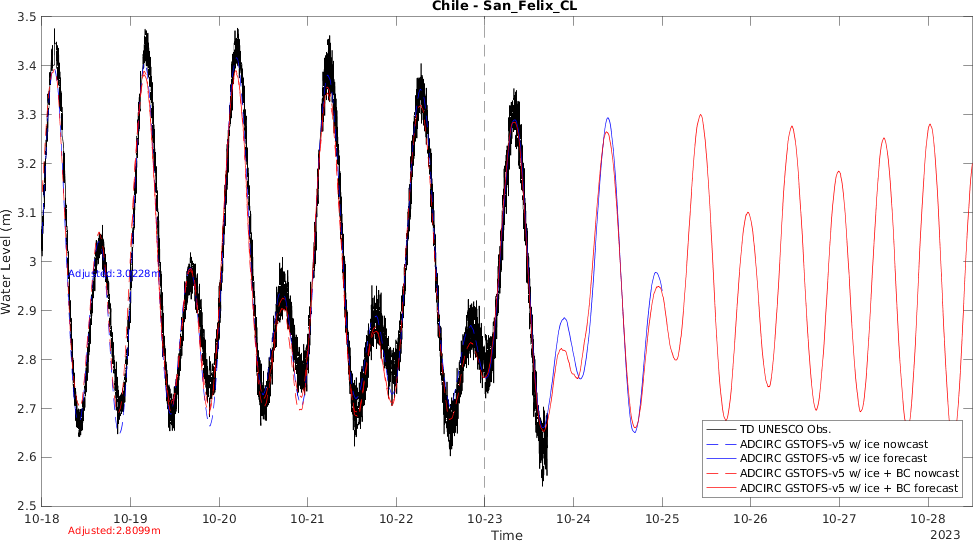 Chile - San_Felix_CL
3.5
3.4
3.3
3.2
3.1
3
2.9
2.8
2.7
2.6
2.5
Water Level (m)
Adjusted:3.0228m
TD UNESCO Obs.
ADCIRC GSTOFS-v5 w/ ice nowcast
ADCIRC GSTOFS-v5 w/ ice forecast
ADCIRC GSTOFS-v5 w/ ice + BC nowcast
ADCIRC GSTOFS-v5 w/ ice + BC forecast
10-18 10-19 10-20 10-21 10-22 10-23 10-24 10-25 10-26 10-27 10-28
Adjusted:2.8099m
Time
2023